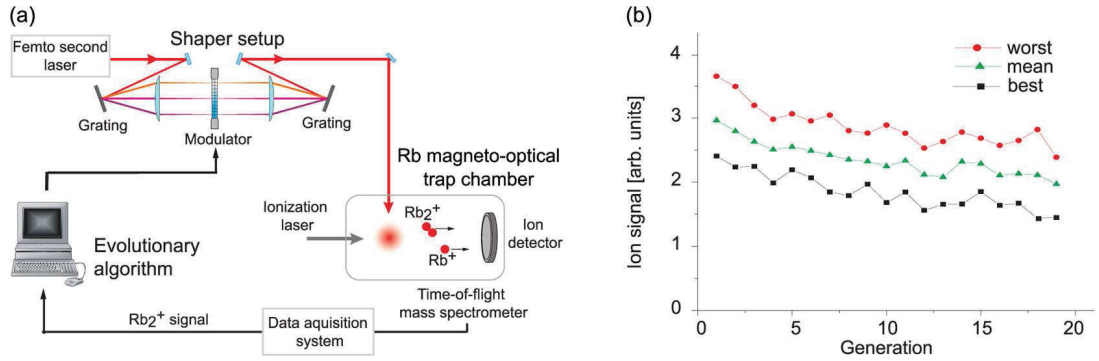 (a)
Femto second
laser
Shaper setup
Grating
Modulator
Grating
Rb magneto-optical
trap chamber
Ionization
laser
Rb2+
Rb+
Ion
detector
Evolutionary
algorithm
Time-of-flight
mass spectrometer
Rb2+ signal
Data aquisition
system
(b)
Ion signal [arb. units]
4
3
2
1
0
0
5
10
15
20
Generation
worst
mean
best